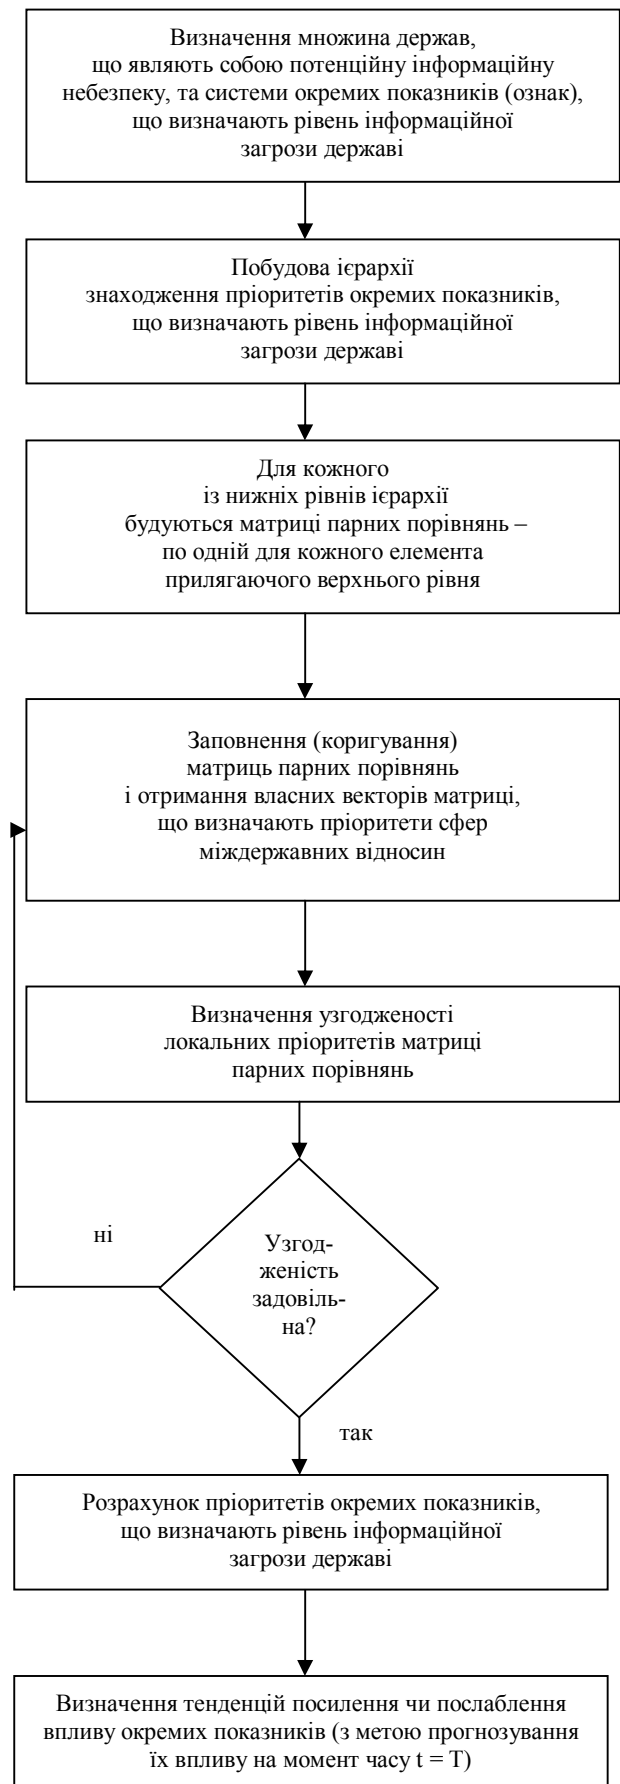 Визначення множина держав,
що являють собою потенційну інформаційну
небезпеку, та системи окремих показників (ознак),
що визначають рівень інформаційної
загрози державі
Побудова ієрархії
знаходження пріоритетів окремих показників,
що визначають рівень інформаційної
загрози державі
Для кожного
із нижніх рівнів ієрархії
будуються матриці парних порівнянь –
по одній для кожного елемента
прилягаючого верхнього рівня
Заповнення (коригування)
матриць парних порівнянь
і отримання власних векторів матриці,
що визначають пріоритети сфер
міждержавних відносин
Визначення узгодженості
локальних пріоритетів матриці
парних порівнянь
ні
Узгод-
женість
задовіль-
на?
так
Розрахунок пріоритетів окремих показників,
що визначають рівень інформаційної
загрози державі
Визначення тенденцій посилення чи послаблення
впливу окремих показників (з метою прогнозування
їх впливу на момент часу t = T)